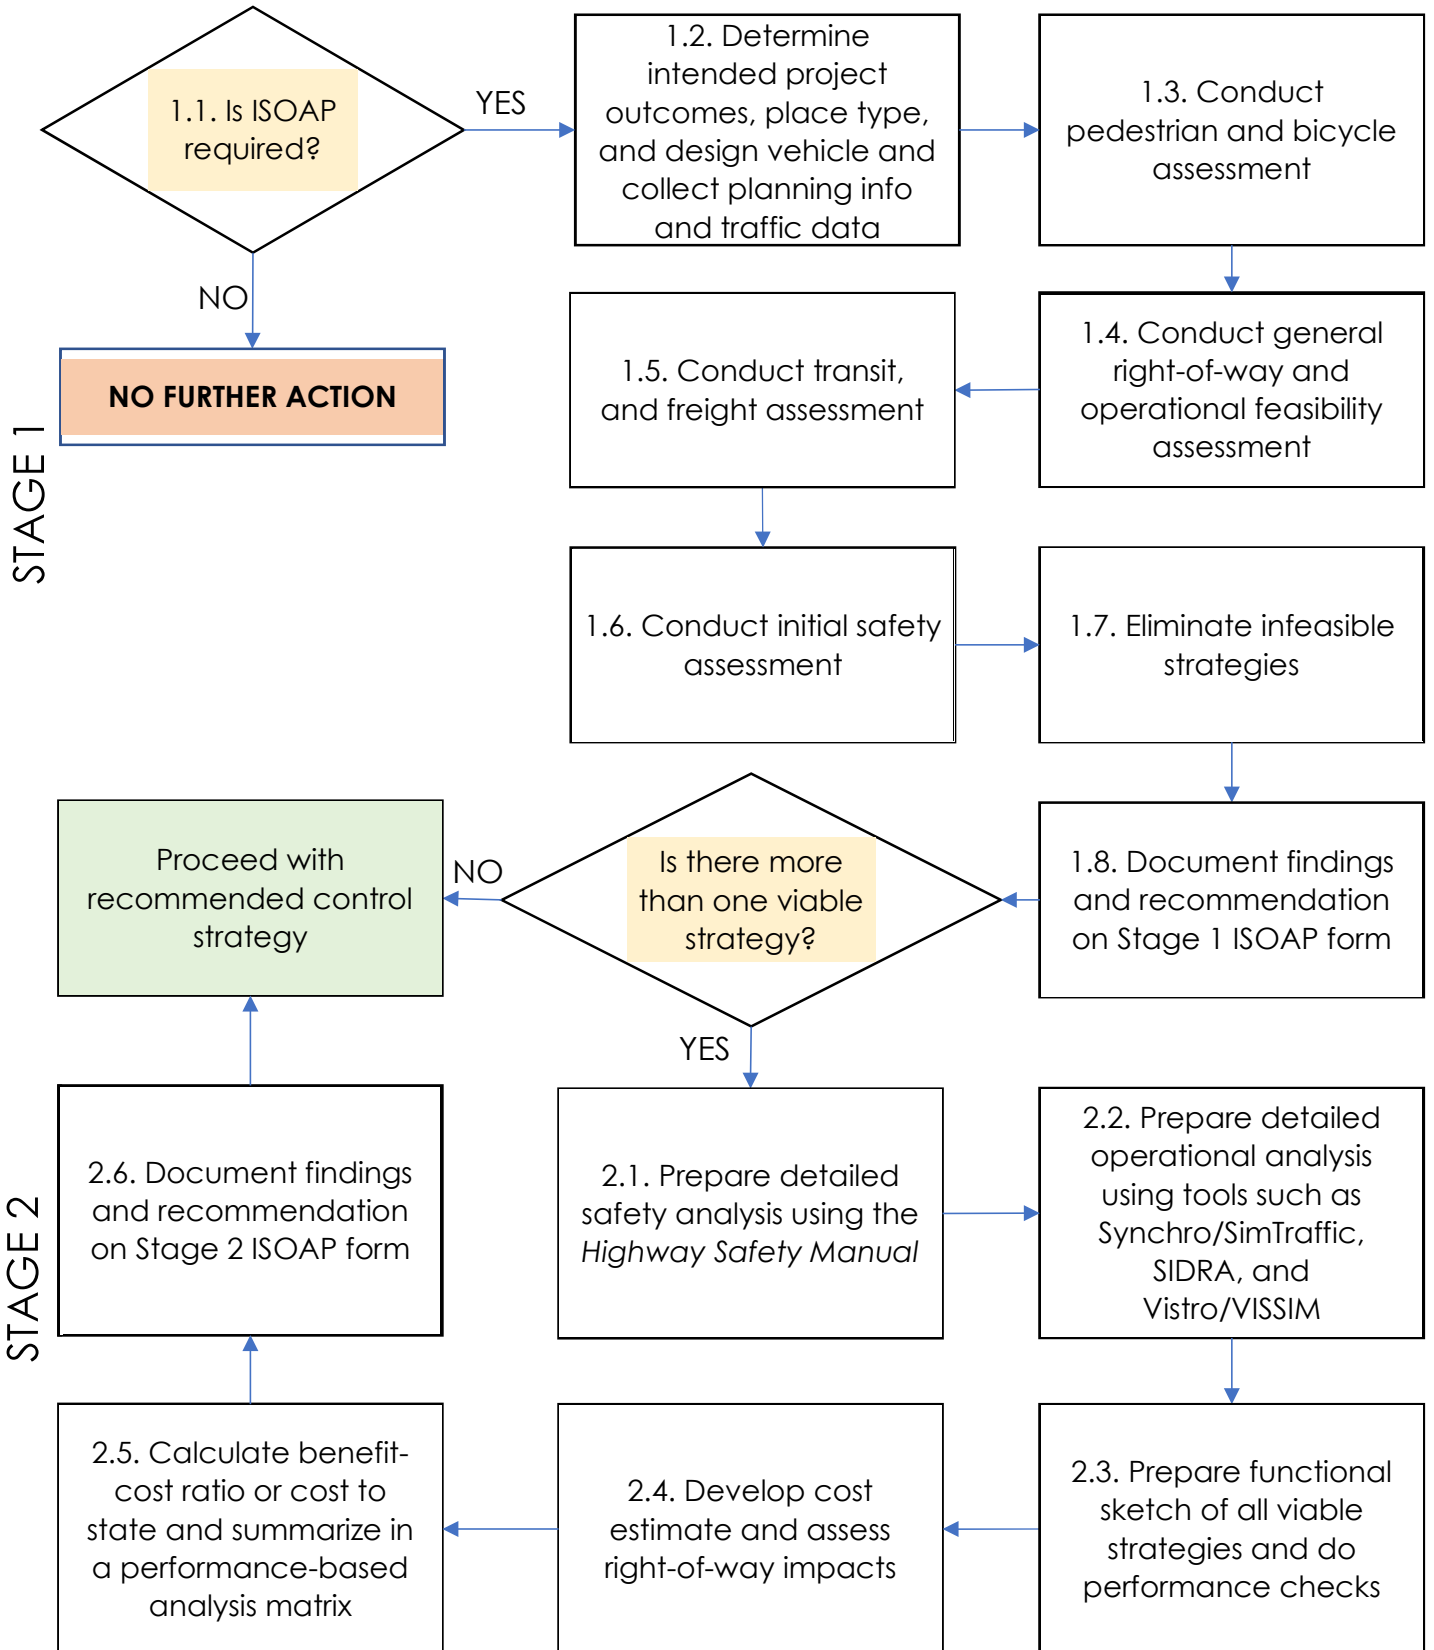 1.1. Is ISOAP
required?
YES
1.2. Determine
intended project
outcomes, place type,
and design vehicle and
collect planning info
and traffic data
1.3. Conduct
pedestrian and bicycle
assessment
NO
NO FURTHER ACTION
1.4. Conduct general
right-of-way and
operational feasibility
assessment
1.5. Conduct transit,
and freight assessment
STAGE 1
1.6. Conduct initial safety
assessment
1.7. Eliminate infeasible
strategies
1.8. Document findings
and recommendation
on Stage 1 ISOAP form
Is there more
than one viable
strategy?
NO
Proceed with
recommended control
strategy
YES
STAGE 2
2.1. Prepare detailed
safety analysis using the
Highway Safety Manual
2.2. Prepare detailed
operational analysis
using tools such as
Synchro/SimTraffic,
SIDRA, and
Vistro/VISSIM
2.3. Prepare functional
sketch of all viable
strategies and do
performance checks
2.4. Develop cost
estimate and assess
right-of-way impacts
2.5. Calculate benefit-
cost ratio or cost to
state and summarize in
a performance-based
analysis matrix
2.6. Document findings
and recommendation
on Stage 2 ISOAP form